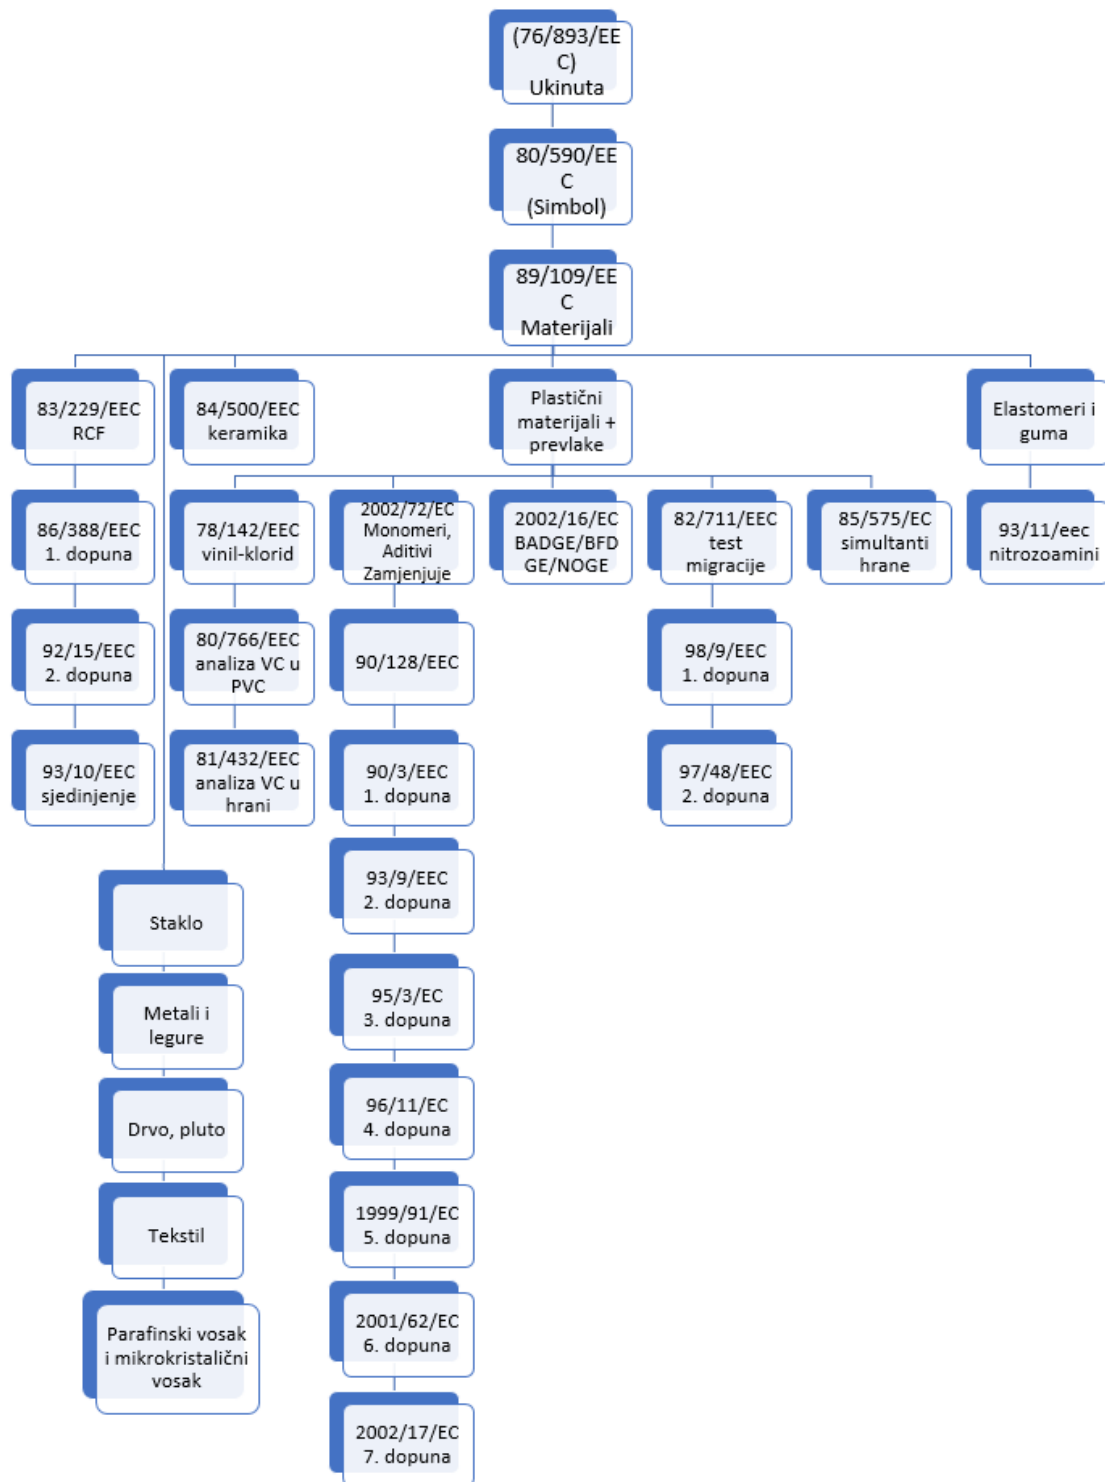 (76/893/EE
C)
Ukinuta
80/590/EE
C
(Simbol)
89/109/EE
C
Materijali
83/229/EEC
RCF
84/500/EEC
keramika
Plastični
materijali +
prevlake
Elastomeri i
guma
86/388/EEC
1. dopuna
78/142/EEC
vinil-klorid
2002/72/EC
Monomeri,
Aditivi
Zamjenjuje
2002/16/EC
BADGE/BFD
GE/NOGE
82/711/EEC
test
migracije
85/575/EC
simultanti
hrane
93/11/eec
nitrozoamini
92/15/EEC
2. dopuna
80/766/EEC
analiza VC u
PVC
90/128/EEC
98/9/EEC
1. dopuna
93/10/EEC
sjedinjenje
81/432/EEC
analiza VC u
hrani
90/3/EEC
1. dopuna
97/48/EEC
2. dopuna
Staklo
93/9/EEC
2. dopuna
Metali i
legure
95/3/EC
3. dopuna
Drvo, pluto
96/11/EC
4. dopuna
Tekstil
1999/91/EC
5. dopuna
Parafinski vosak
i mikrokristalični
vosak
2001/62/EC
6. dopuna
2002/17/EC
7. dopuna